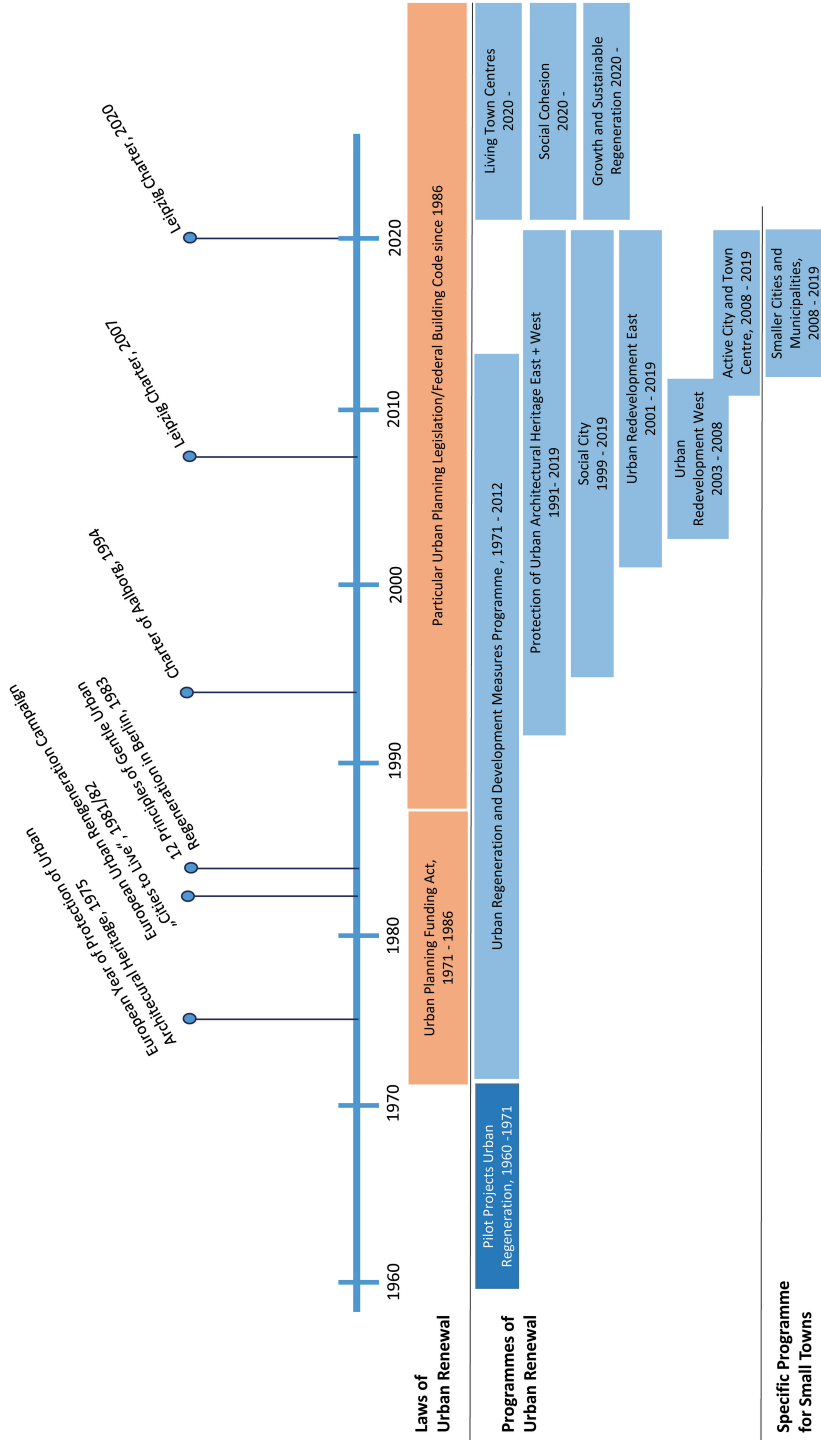 European Year of Protection of Urban
Architecural Heritage, 1975
European Urban Rengeneration Campaign
„Cities to Live“, 1981/82
12 Principles of Gentle Urban
Regeneration in Berlin, 1983
Charter of Aalborg, 1994
Leipzig Charter, 2007
Leipzig Charter, 2020
1960
1970
1980
1990
2000
2010
2020
Laws of
Urban Renewal
Urban Planning Funding Act,
1971 - 1986
Particular Urban Planning Legislation/Federal Building Code since 1986
Programmes of
Urban Renewal
Pilot Projects Urban
Regeneration, 1960 -1971
Urban Regeneration and Development Measures Programme , 1971 - 2012
Living Town Centres
2020 -
Protection of Urban Architectural Heritage East + West
1991- 2019
Social Cohesion
2020 -
Social City
1999 - 2019
Growth and Sustainable
Regeneration 2020 -
Urban Redevelopment East
2001 - 2019
Urban
Redevelopment West
2003 - 2008
Active City and Town
Centre, 2008 - 2019
Specific Programme
for Small Towns
Smaller Cities and
Municipalities,
2008 - 2019